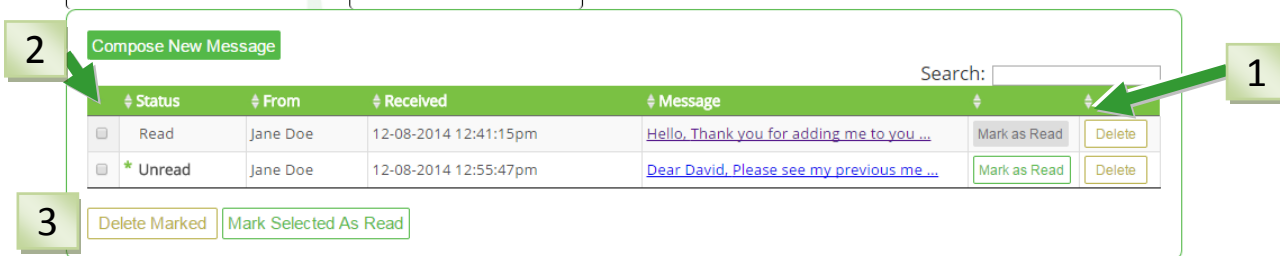 2
Compose New Message
Search:
1
Status From Received Message
Read Jane Doe 12-08-2014 12:41:15pm Hello, Thank you for adding me to you ... Mark as Read Delete
* Unread Jane Doe 12-08-2014 12:55:47pm Dear David, Please see my previous me ... Mark as Read Delete
3
Delete Marked Mark Selected As Read